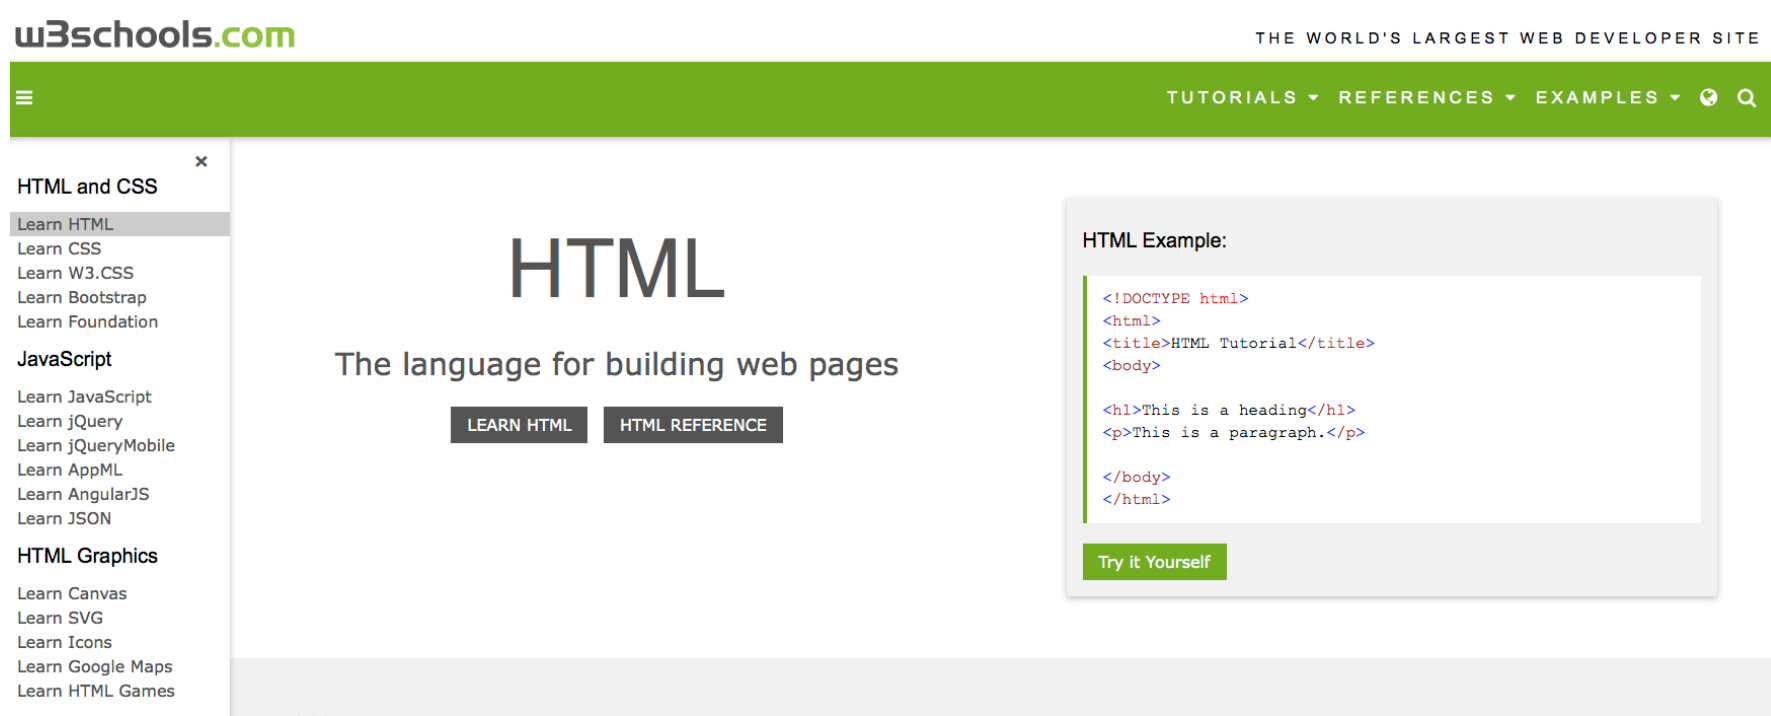 w3schools.com
THE WORLD'S LARGEST WEB DEVELOPER SITE
TUTORIALS REFERENCES EXAMPLES
HTML and CSS
Learn HTML
Learn CSS
Learn W3.CSS
Learn Bootstrap
Learn Foundation
JavaScript
Learn JavaScript
Learn jQuery
Learn jQueryMobile
Learn AppML
Learn AngularJS
Learn JSON
HTML Graphics
Learn Canvas
Learn SVG
Learn Icons
Learn Google Maps
Learn HTML Games
HTML
The language for building web pages
LEARN HTML
HTML REFERENCE
HTML Example:
<!DOCTYPE html>
<html>
<title>HTML Tutorial</title>
<body>
<h1>This is a heading</h1>
<p>This is a paragraph.</p>
</body>
</html>
Try it Yourself